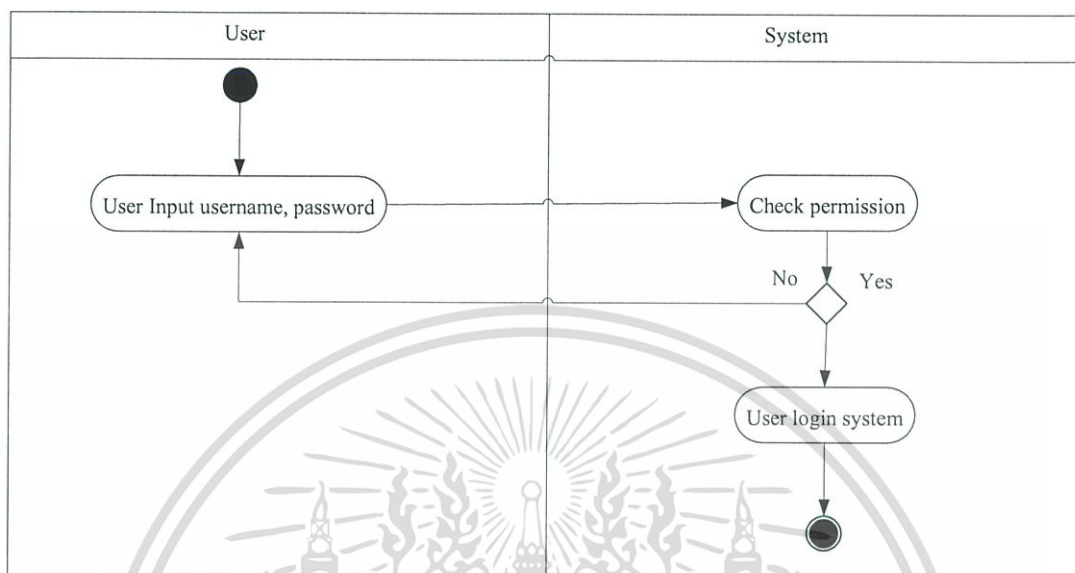 User
System
User Input username, password
Check permission
No
Yes
User login system